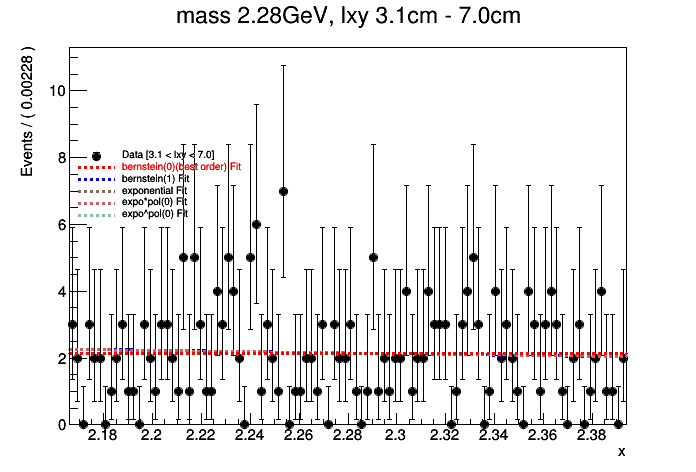 mass 2.28GeV, lxy 3.1cm - 7.0cm
Events / ( 0.00228 )
10
8
Data [3.1 < lxy < 7.0]
bernstein(0)(best order) Fit
bernstein(1) Fit
exponential Fit
expo*pol(0) Fit
expo^pol(0) Fit
6
4
2
0
2.18 2.2 2.22 2.24 2.26 2.28 2.3 2.32 2.34 2.36 2.38
x